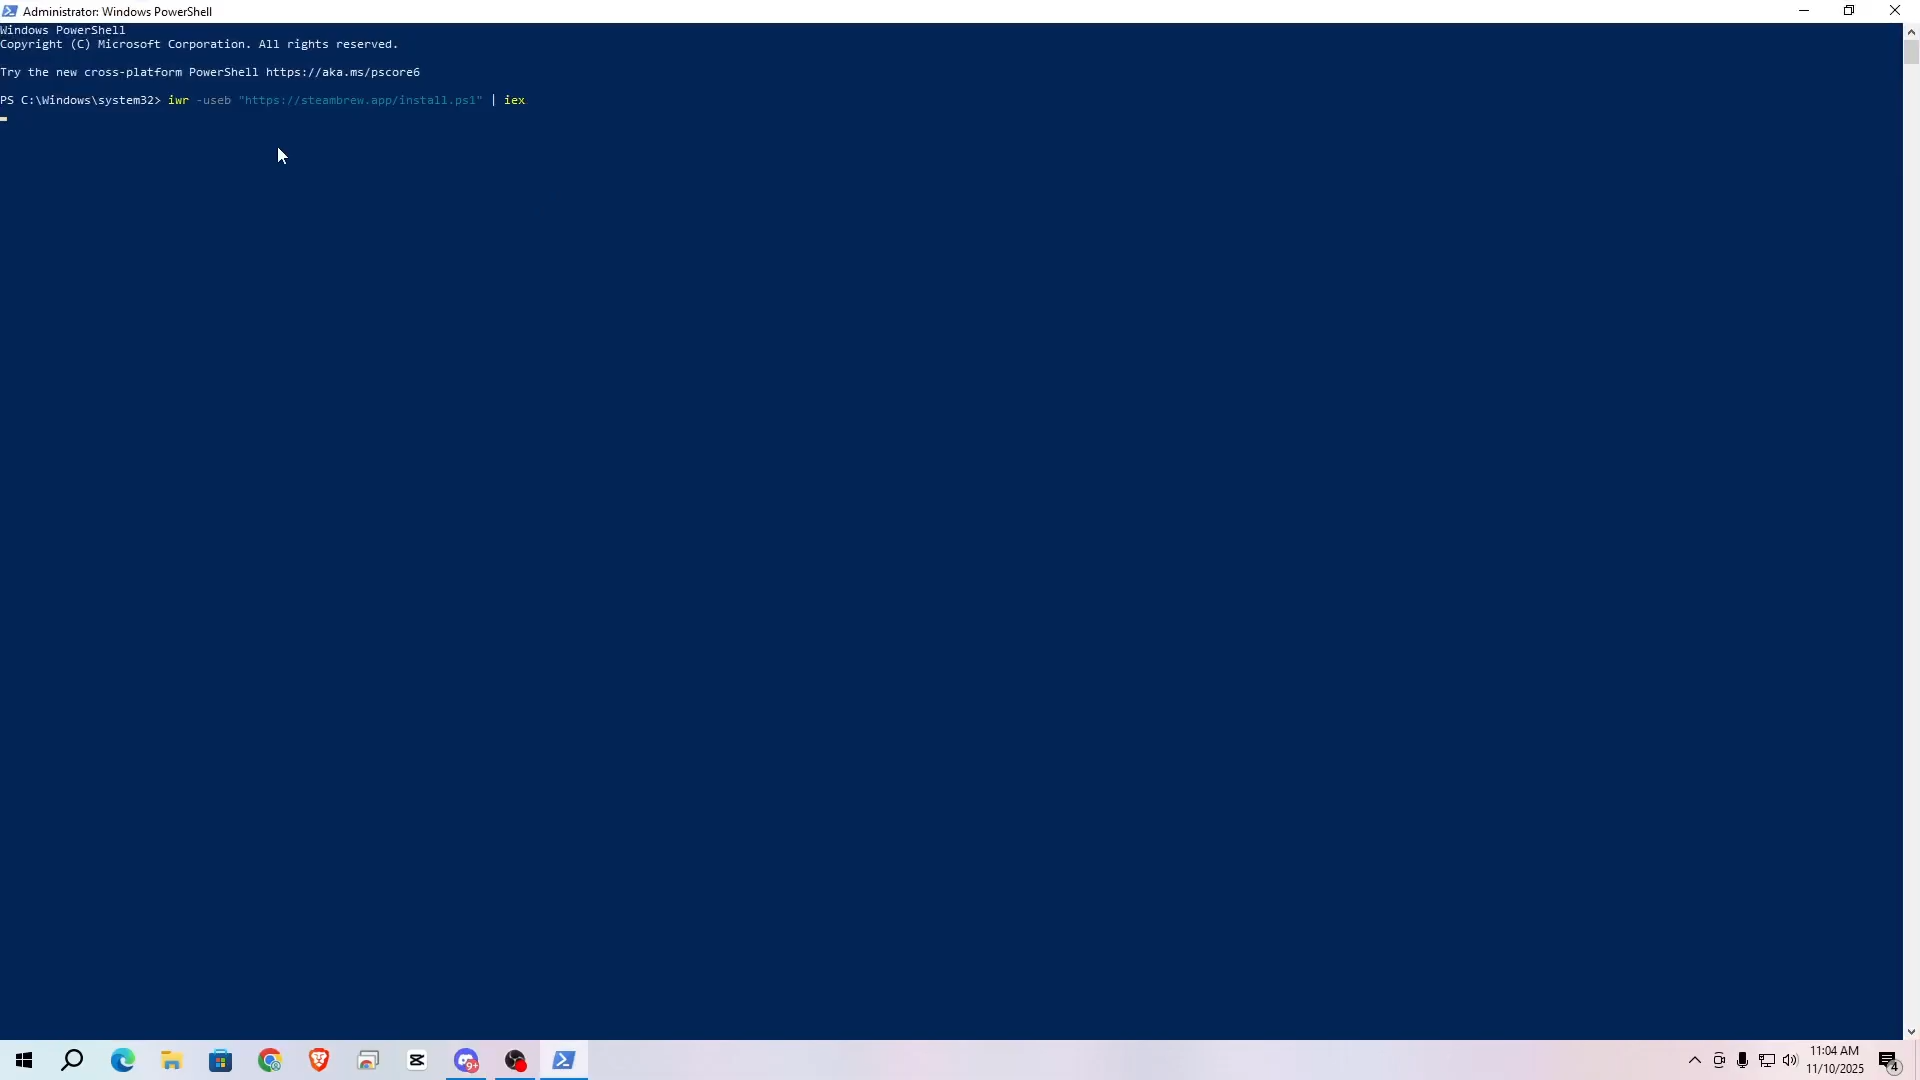 Administrator: Windows PowerShell
Windows PowerShell
Copyright (C) Microsoft Corporation. All rights reserved.
Try the new cross-platform PowerShell https://aka.ms/pscore6
PS C:\Windows\system32> iwr -useb "https://steambrew.app/install.ps1" | iex
9+
11:04 AM
11/10/2025
4